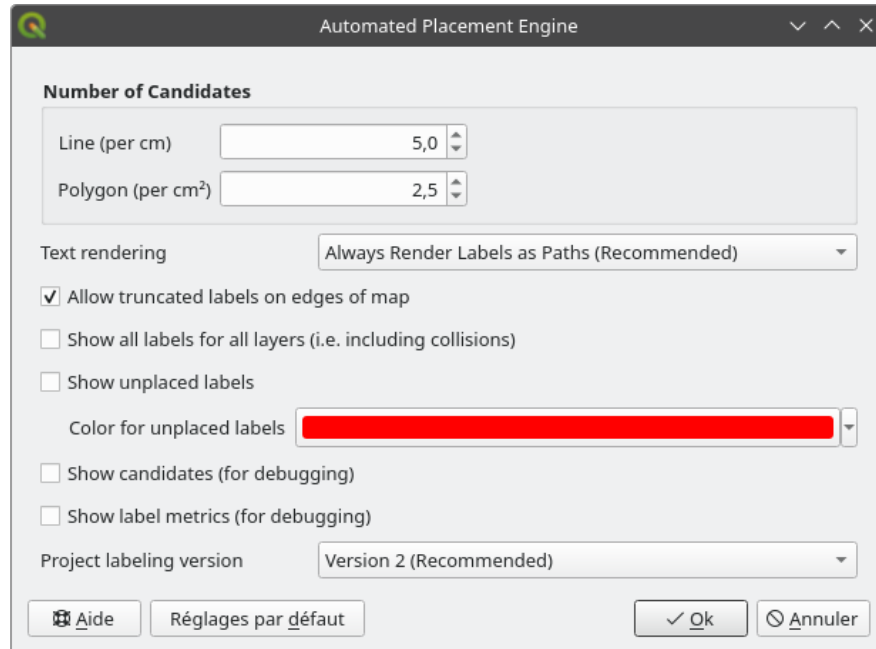 Automated Placement Engine
Number of Candidates
Line (per cm) 5,0
Polygon (per cm²) 2,5
Text rendering Always Render Labels as Paths (Recommended)
Allow truncated labels on edges of map
Show all labels for all layers (i.e. including collisions)
Show unplaced labels
Color for unplaced labels
Show candidates (for debugging)
Show label metrics (for debugging)
Project labeling version Version 2 (Recommended)
Aide Réglages par défaut Ok Annuler